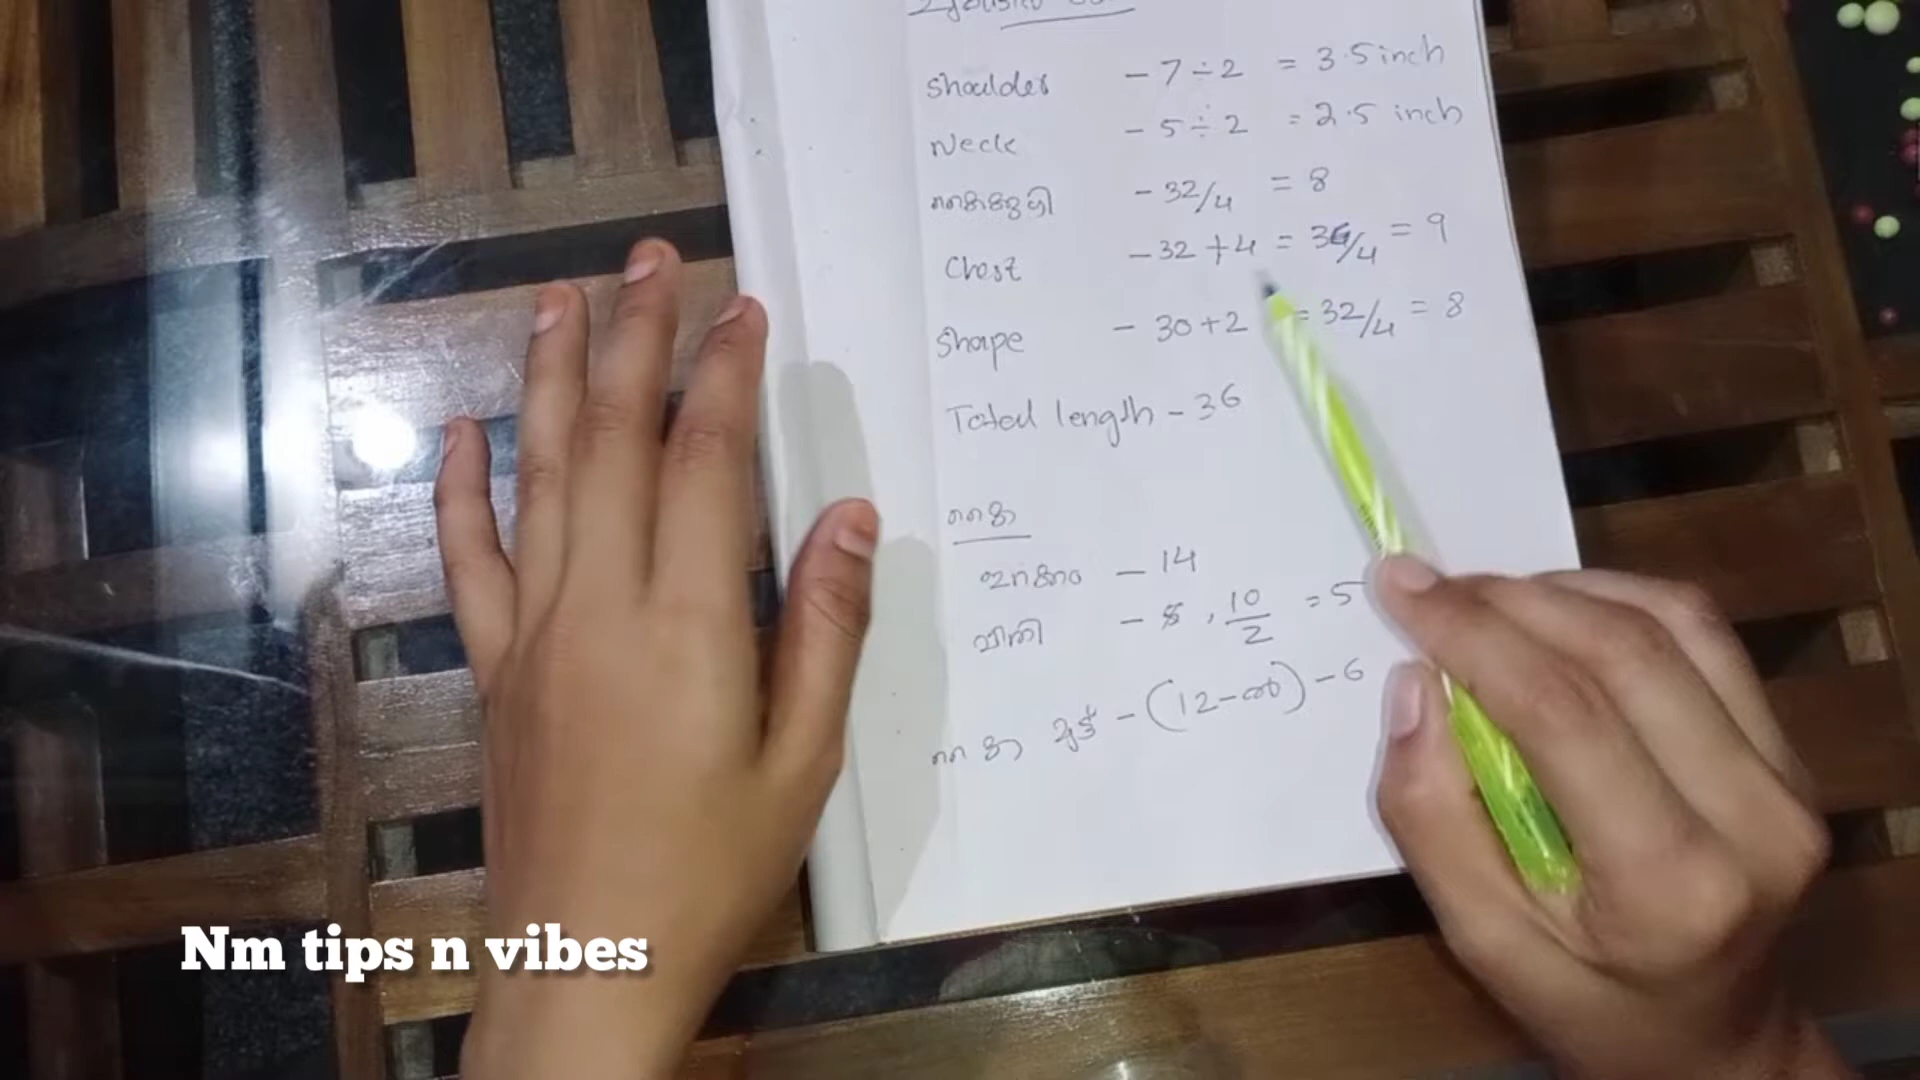 Shoulder - 7 ÷ 2 = 3.5 inch
Neck - 5 ÷ 2 = 2.5 inch
കൈക്കുഴി - 32/4 = 8
Chest - 32 + 4 = 36/4 = 9
Shape - 30 + 2 = 32/4 = 8
Total length - 36
കൈ
ഇറക്കം - 14
വീതി - 5, 10/2 = 5
കൈ - (12-ൽ) - 6
Nm tips n vibes